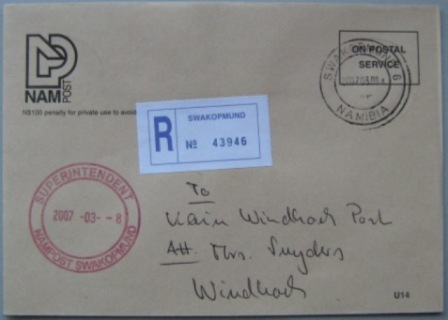 NAM
POST
N$100 penalty for private use to avoid
ON POSTAL
SERVICE
SWAKOPMUND
NAMIBIA
SWAKOPMUND
R
№ 43946
SUPERINTENDENT
2007 -03- -8
NAMPOST SWAKOPMUND
To
Main Windhoek Post
Att. Mrs. Snyders
Windhoek
U14